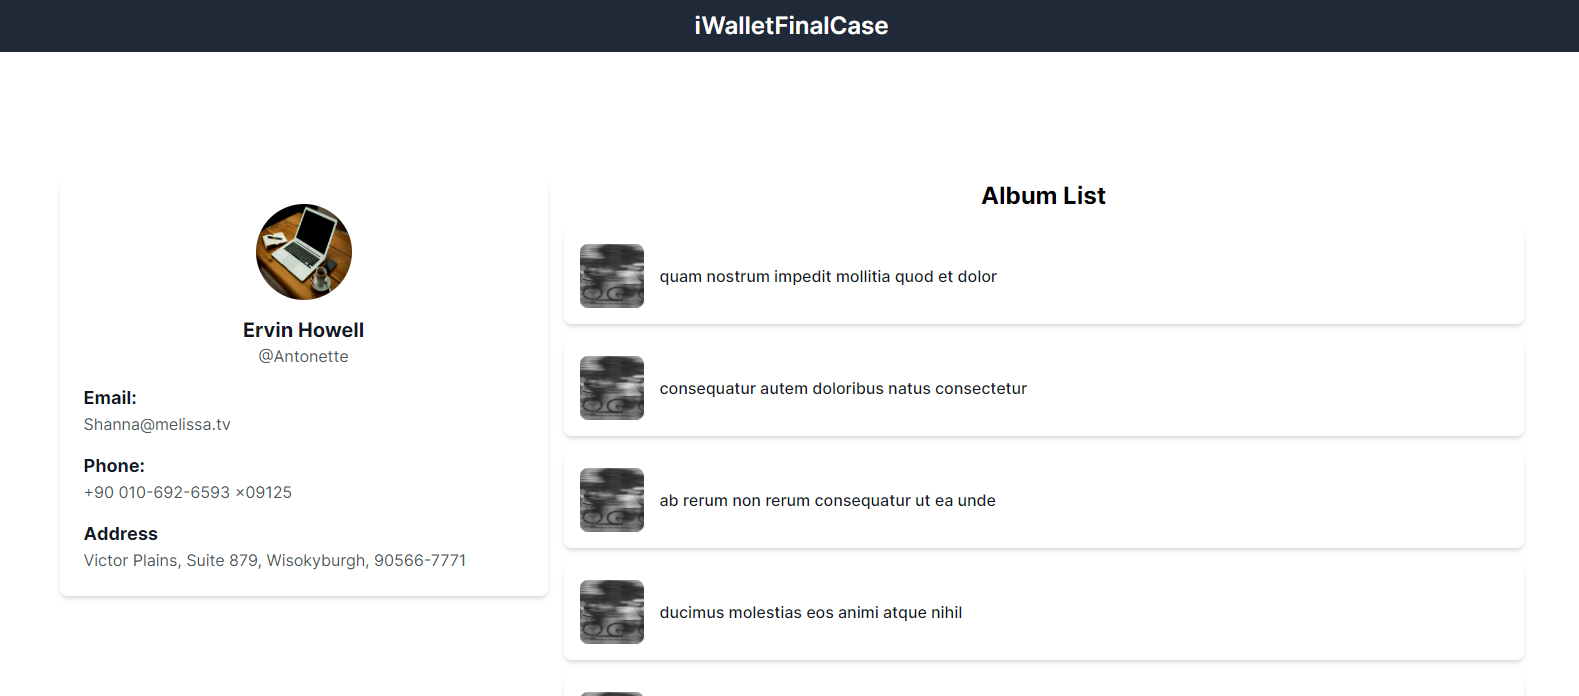 iWalletFinalCase
Ervin Howell
@Antonette
Email:
Shanna@melissa.tv
Phone:
+90 010-692-6593 x09125
Address
Victor Plains, Suite 879, Wisokyburgh, 90566-7771
Album List
quam nostrum impedit mollitia quod et dolor
consequatur autem doloribus natus consectetur
ab rerum non rerum consequatur ut ea unde
ducimus molestias eos animi atque nihil